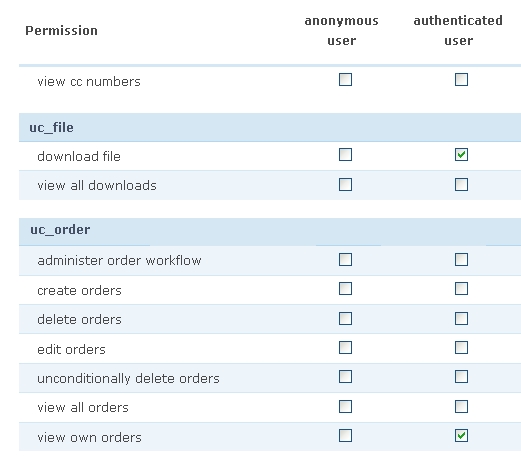 Permission anonymous user authenticated user
view cc numbers
uc_file
download file
view all downloads
uc_order
administer order workflow
create orders
delete orders
edit orders
unconditionally delete orders
view all orders
view own orders